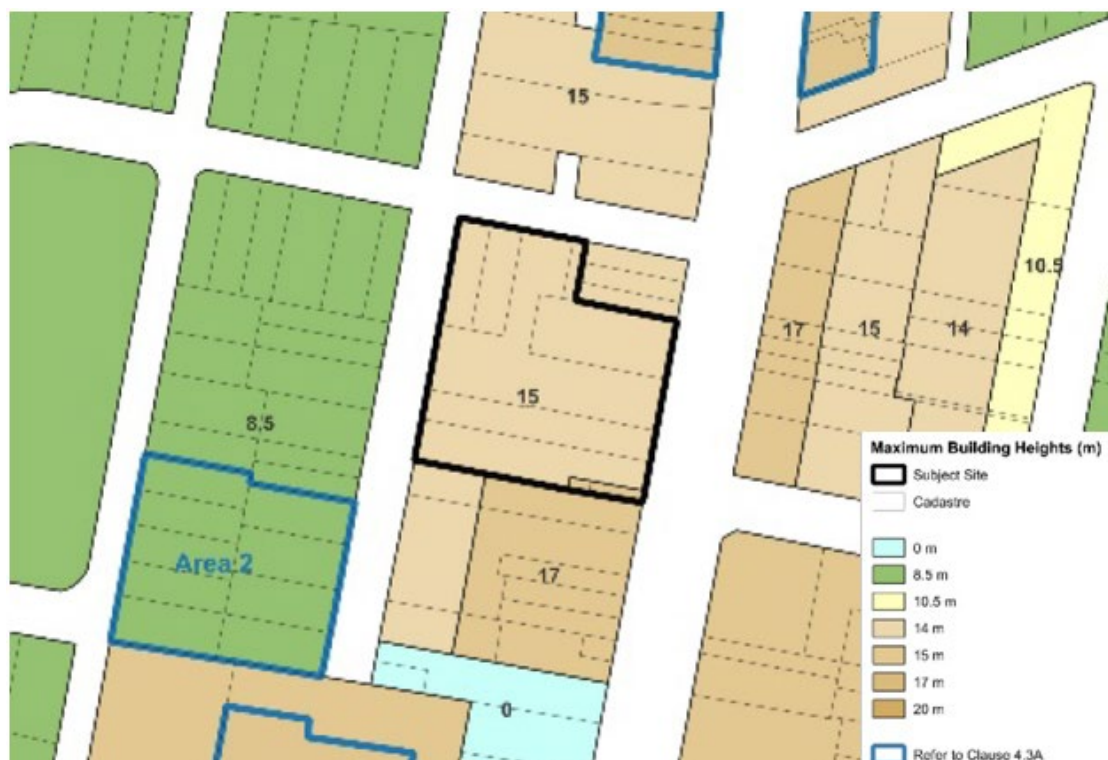 15
10.5
17
15
14
15
8.5
Area 2
17
0
Maximum Building Heights (m)
Subject Site
Cadastre
0 m
8.5 m
10.5 m
14 m
15 m
17 m
20 m
Refer to Clause 4.3A